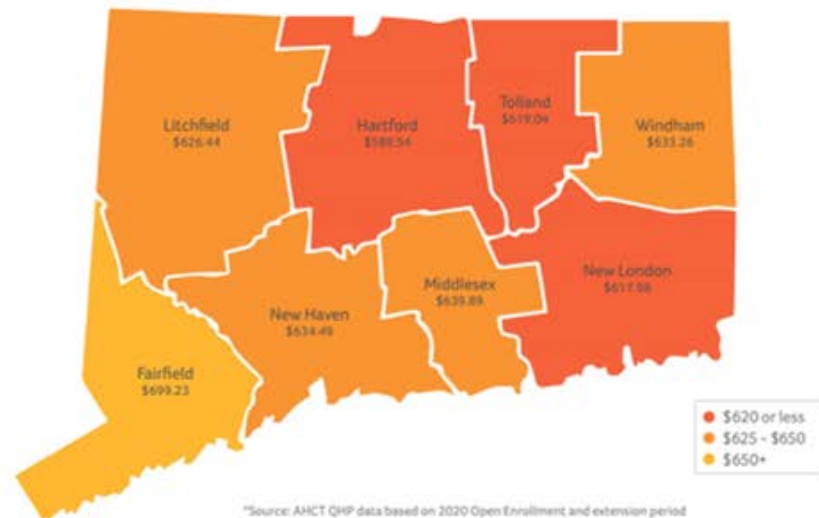 Litchfield
$626.44
Hartford
$589.54
Tolland
$619.04
Windham
$633.26
New Haven
$634.49
Middlesex
$639.89
New London
$617.98
Fairfield
$699.23
$620 or less
$625 - $650
$650+
*Source: AHCT QHP data based on 2020 Open Enrollment and extension period